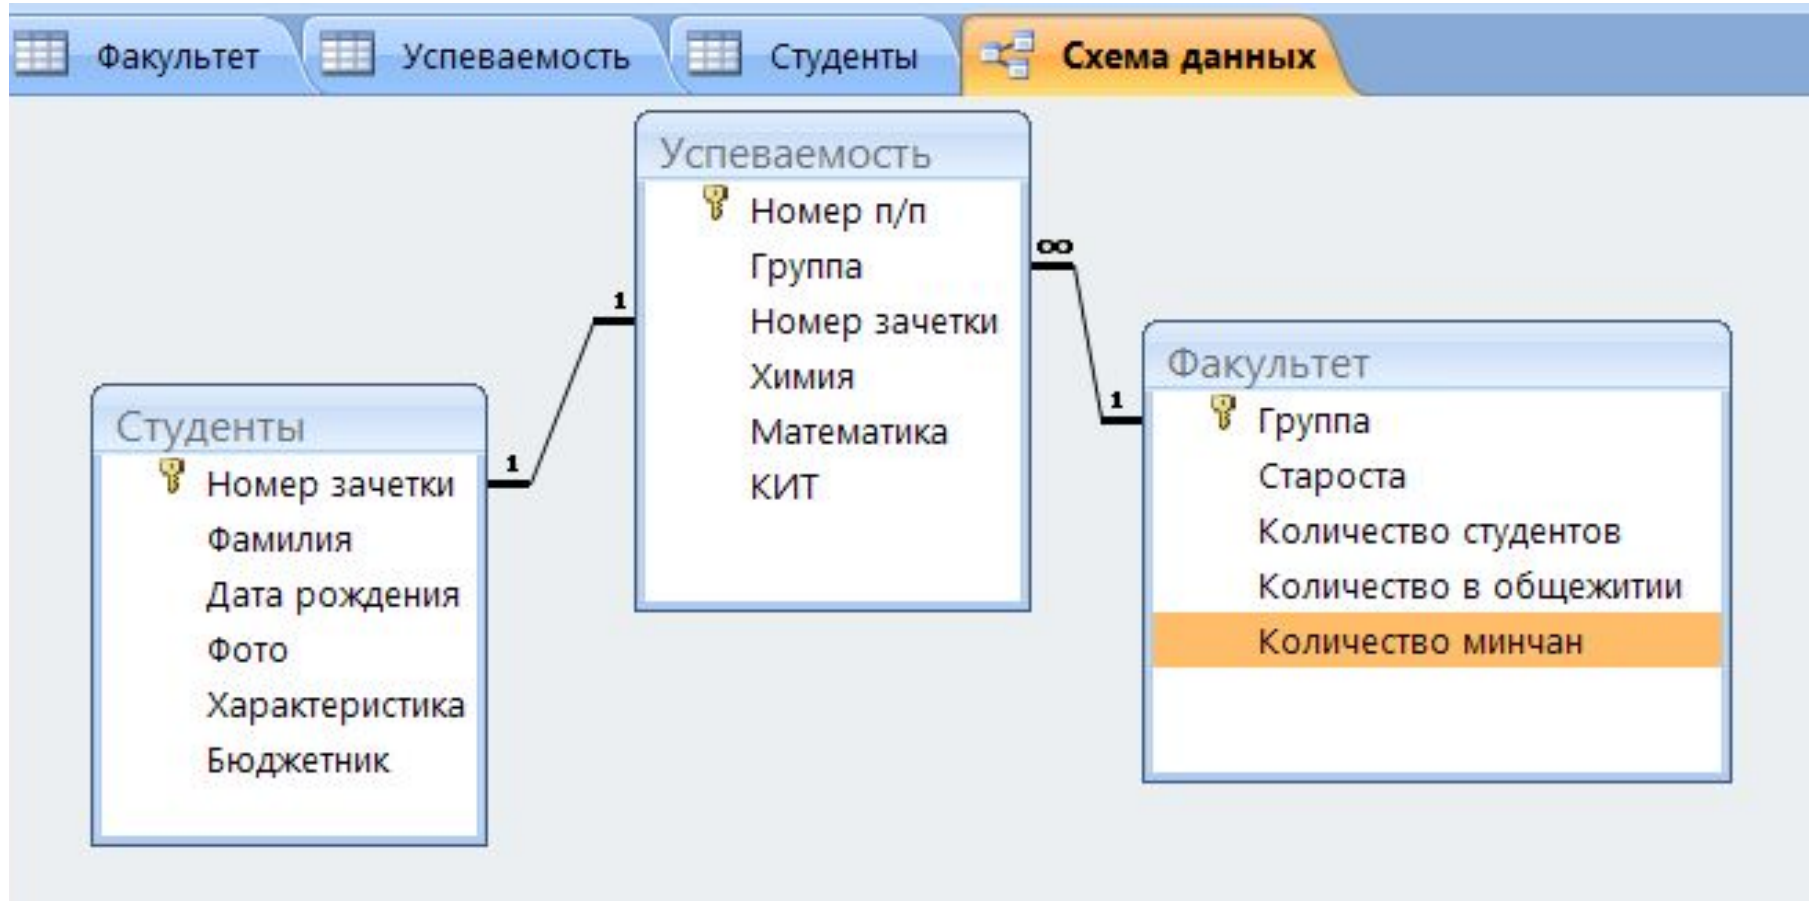 Факультет
Успеваемость
Студенты
Схема данных
Успеваемость
Номер п/п
Группа
Номер зачетки
Химия
Математика
КИТ
∞
1
1
1
Студенты
Номер зачетки
Фамилия
Дата рождения
Фото
Характеристика
Бюджетник
Факультет
Группа
Староста
Количество студентов
Количество в общежитии
Количество минчан